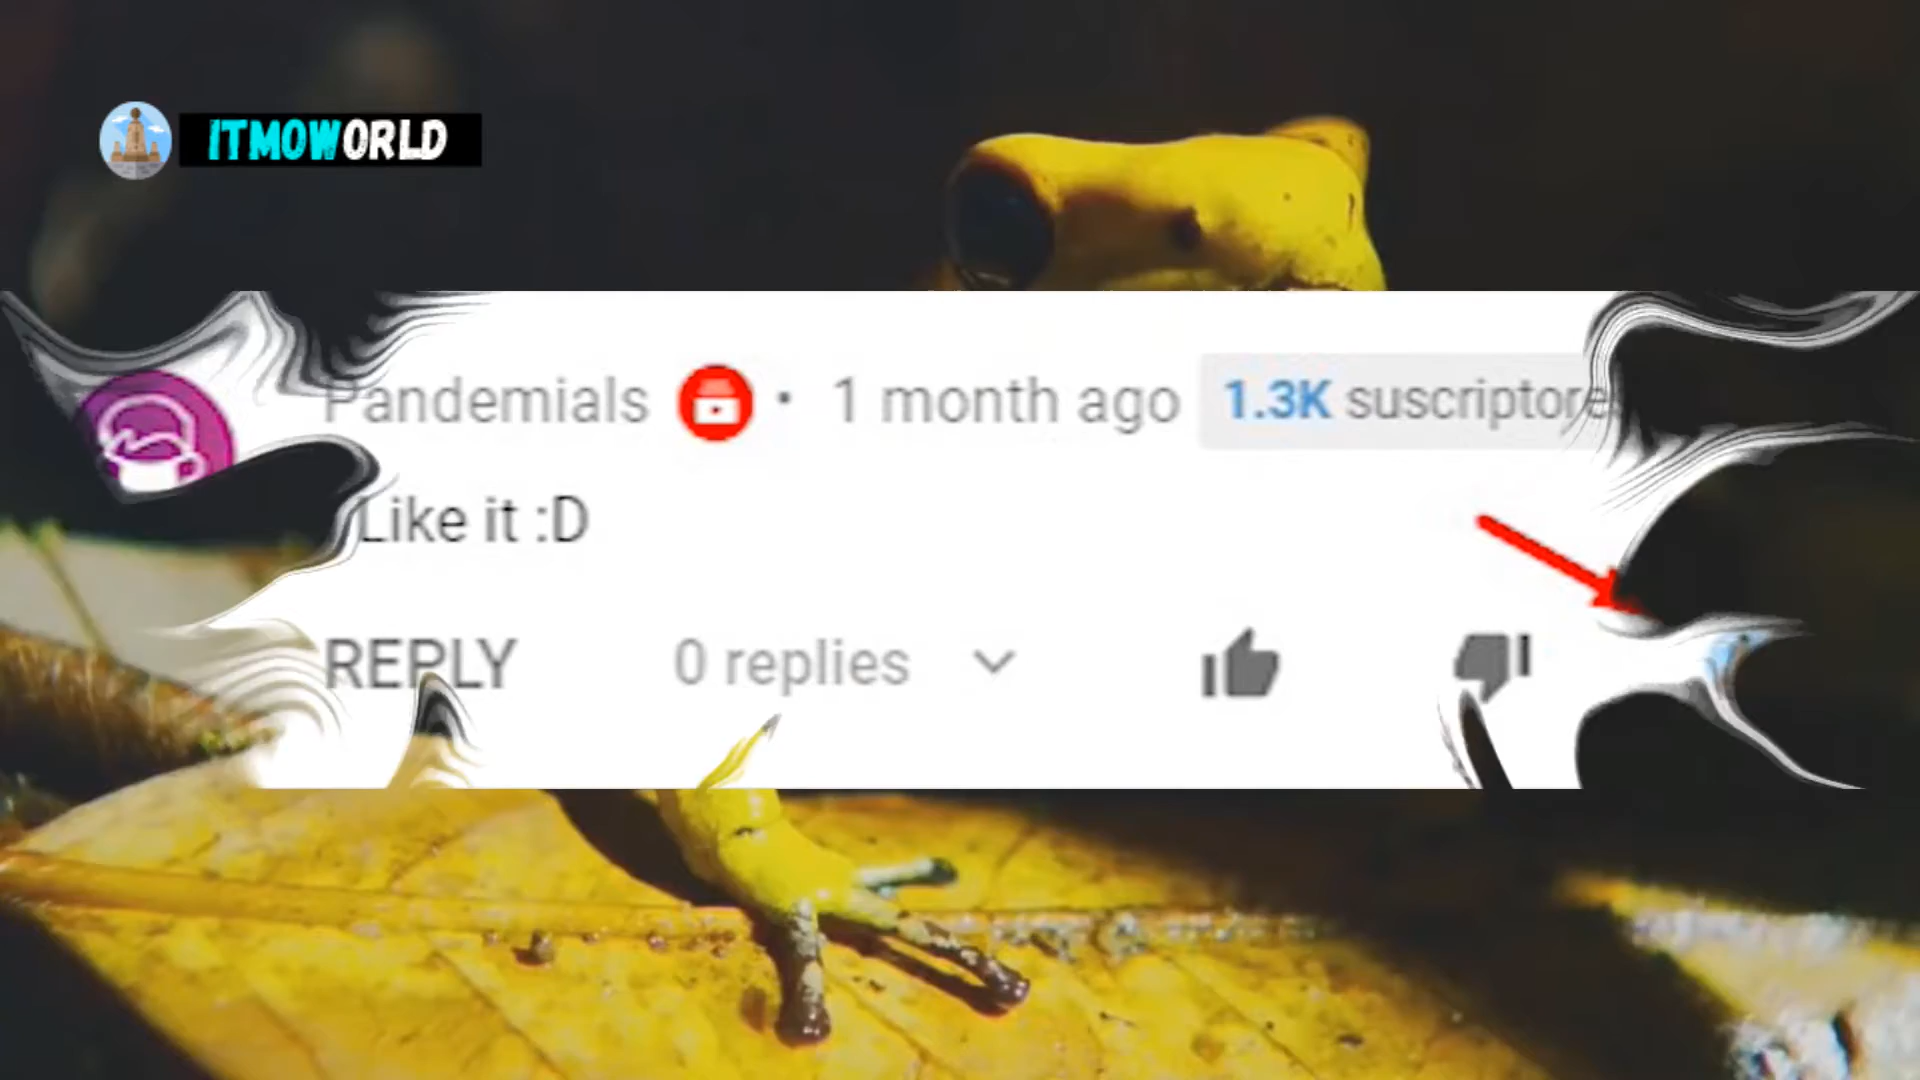 ITMOWORLD
Pandemials • 1 month ago 1.3K suscriptores
Like it :D
REPLY 0 replies